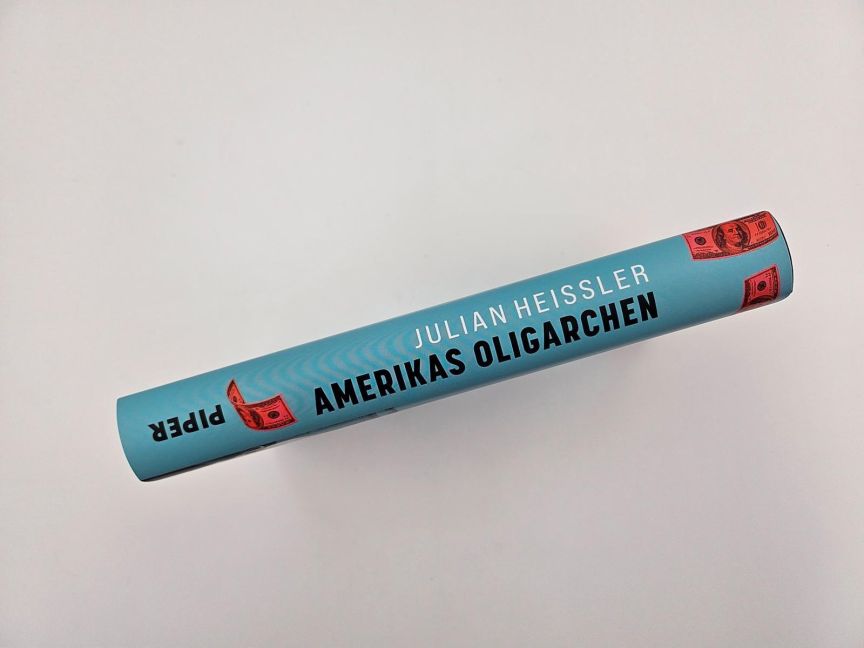 JULIAN HEISSLER
AMERIKAS OLIGARCHEN
PIPER